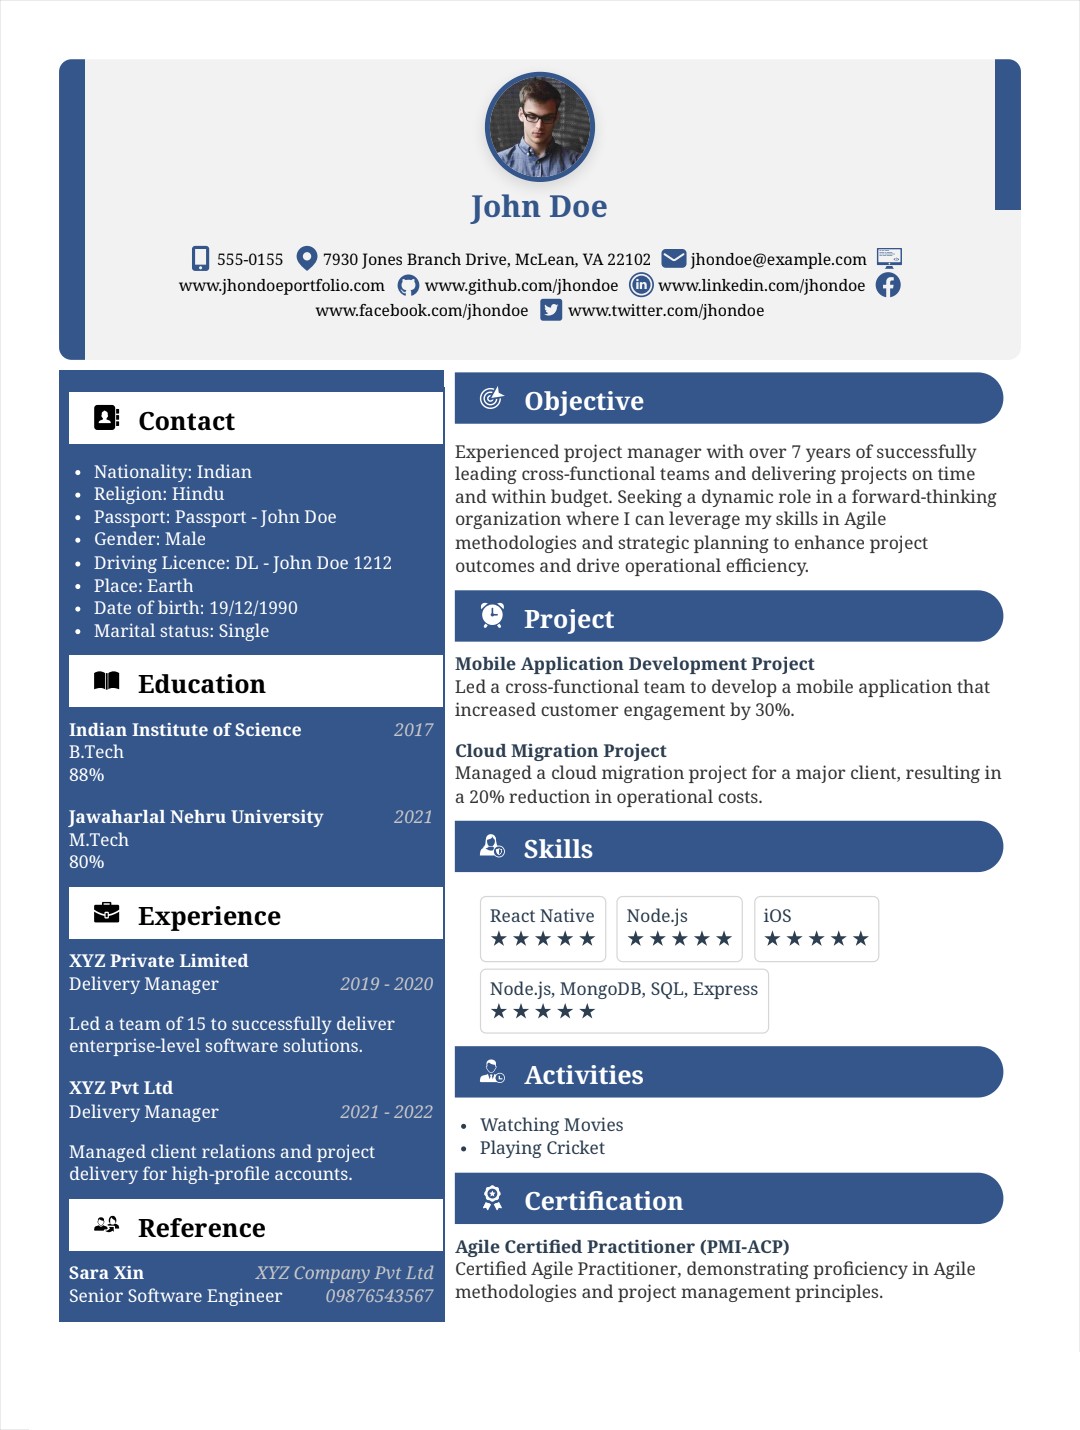 John Doe
555-0155 7930 Jones Branch Drive, McLean, VA 22102 jhondoe@example.com
www.jhondoeportfolio.com www.github.com/jhondoe www.linkedin.com/jhondoe
www.facebook.com/jhondoe www.twitter.com/jhondoe
Contact
• Nationality: Indian
• Religion: Hindu
• Passport: Passport - John Doe
• Gender: Male
• Driving Licence: DL - John Doe 1212
• Place: Earth
• Date of birth: 19/12/1990
• Marital status: Single
Education
Indian Institute of Science 2017
B.Tech
88%
Jawaharlal Nehru University 2021
M.Tech
80%
Experience
XYZ Private Limited
Delivery Manager 2019 - 2020
Led a team of 15 to successfully deliver
enterprise-level software solutions.
XYZ Pvt Ltd
Delivery Manager 2021 - 2022
Managed client relations and project
delivery for high-profile accounts.
Reference
Sara Xin XYZ Company Pvt Ltd
Senior Software Engineer 09876543567
Objective
Experienced project manager with over 7 years of successfully
leading cross-functional teams and delivering projects on time
and within budget. Seeking a dynamic role in a forward-thinking
organization where I can leverage my skills in Agile
methodologies and strategic planning to enhance project
outcomes and drive operational efficiency.
Project
Mobile Application Development Project
Led a cross-functional team to develop a mobile application that
increased customer engagement by 30%.
Cloud Migration Project
Managed a cloud migration project for a major client, resulting in
a 20% reduction in operational costs.
Skills
React Native Node.js iOS
★★★★★ ★★★★★ ★★★★★
Node.js, MongoDB, SQL, Express
★★★★★
Activities
• Watching Movies
• Playing Cricket
Certification
Agile Certified Practitioner (PMI-ACP)
Certified Agile Practitioner, demonstrating proficiency in Agile
methodologies and project management principles.